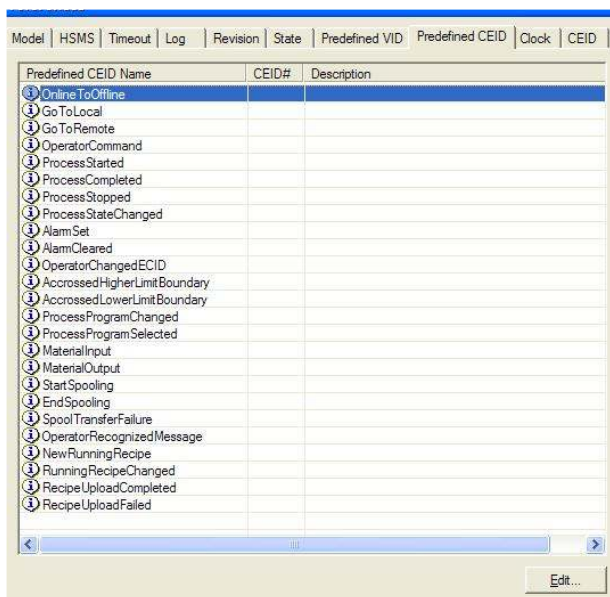 Model HSMS Timeout Log Revision State Predefined VID Predefined CEID Clock CEID
Predefined CEID Name CEID# Description
OnlineToOffline
GoToLocal
GoToRemote
OperatorCommand
ProcessStarted
ProcessCompleted
ProcessStopped
ProcessStateChanged
AlarmSet
AlarmCleared
OperatorChangedECID
AccrossedHigherLimitBoundary
AccrossedLowerLimitBoundary
ProcessProgramChanged
ProcessProgramSelected
MaterialInput
MaterialOutput
StartSpooling
EndSpooling
SpoolTransferFailure
OperatorRecognizedMessage
NewRunningRecipe
RunningRecipeChanged
RecipeUploadCompleted
RecipeUploadFailed
Edit...